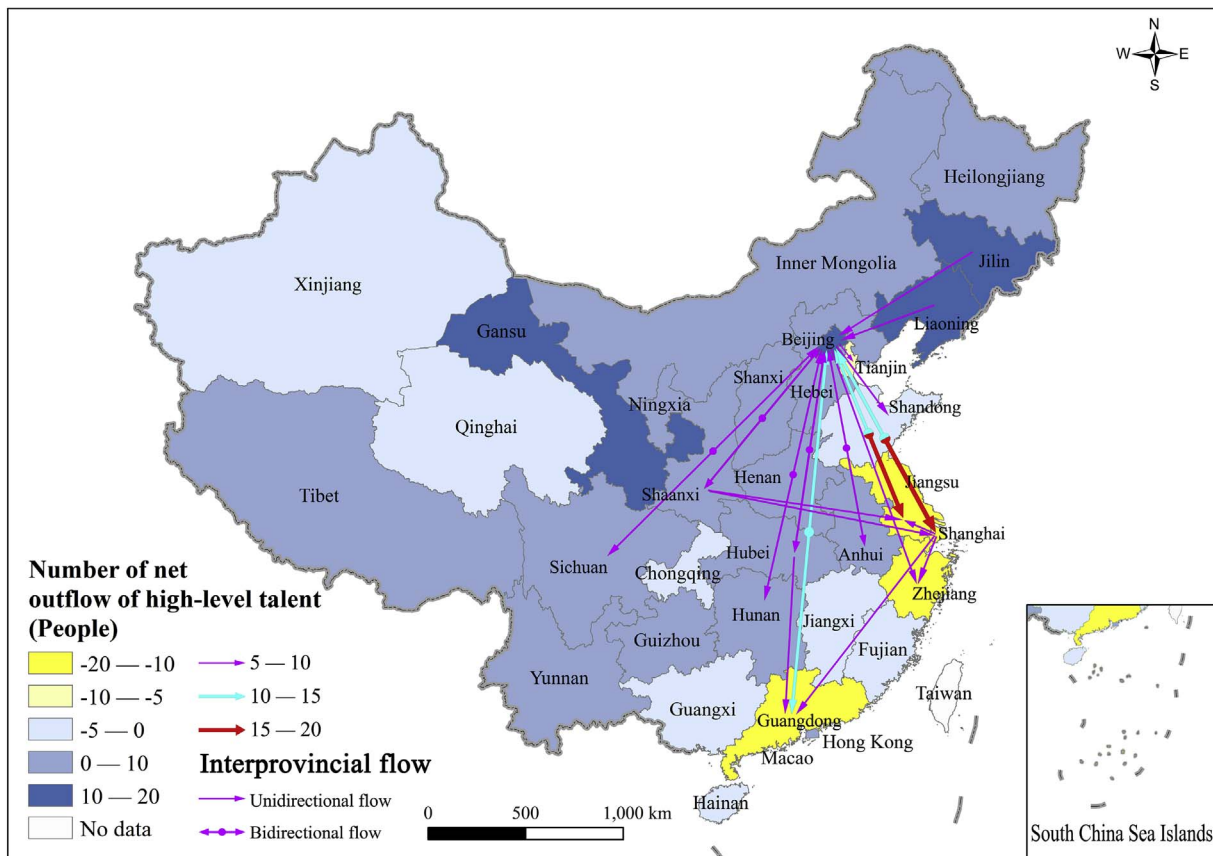 N
W E
S
Heilongjiang
Jilin
Inner Mongolia
Xinjiang
Liaoning
Gansu
Beijing
Tianjin
Shanxi
Hebei
Shandong
Ningxia
Qinghai
Henan
Jiangsu
Shaanxi
Tibet
Shanghai
Hubei
Anhui
Sichuan
Chongqing
Zhejiang
Hunan
Jiangxi
Guizhou
Fujian
Yunnan
Taiwan
Guangxi
Guangdong
Hong Kong
Macao
Hainan
Number of net
outflow of high-level talent
(People)
-20 — -10
-10 — -5
-5 — 0
0 — 10
10 — 20
No data
5 — 10
10 — 15
15 — 20
Interprovincial flow
Unidirectional flow
Bidirectional flow
0 500 1,000 km
South China Sea Islands